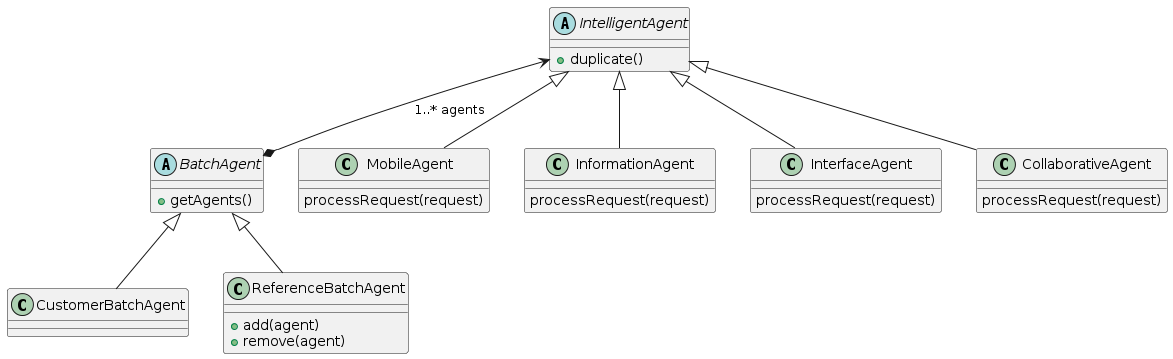 A IntelligentAgent
duplicate()
1..* agents
A BatchAgent
getAgents()
C MobileAgent
processRequest(request)
C InformationAgent
processRequest(request)
C InterfaceAgent
processRequest(request)
C CollaborativeAgent
processRequest(request)
C CustomerBatchAgent
C ReferenceBatchAgent
add(agent)
remove(agent)